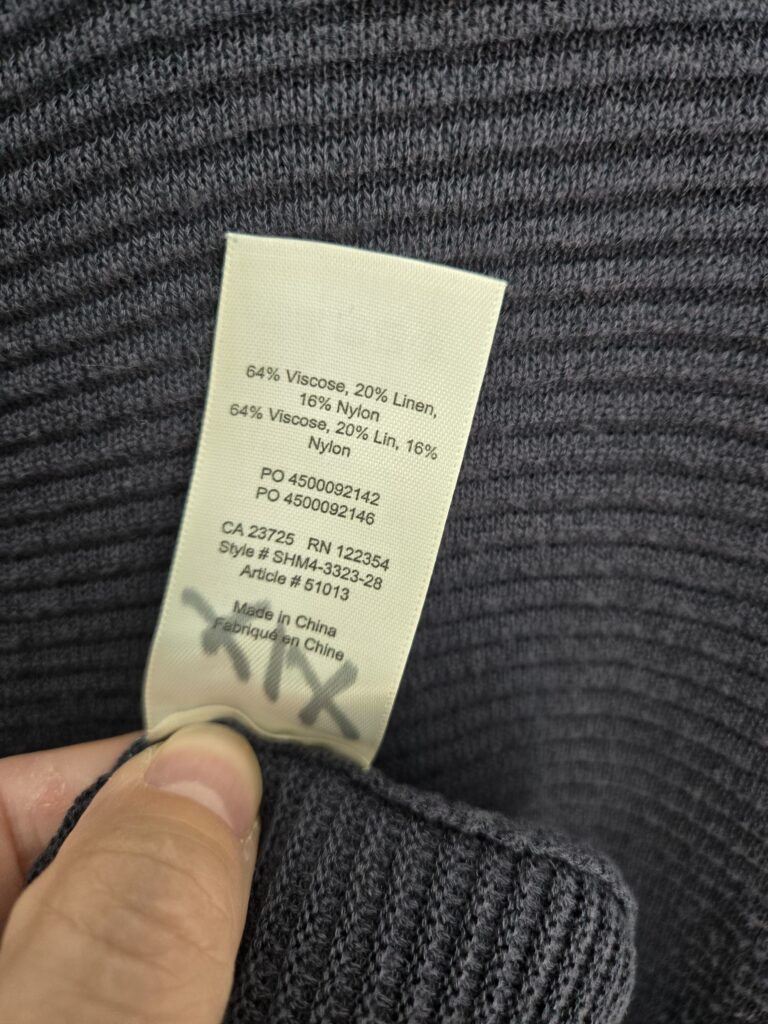 64% Viscose, 20% Linen,
16% Nylon
64% Viscose, 20% Lin, 16%
Nylon
PO 4500092142
PO 4500092146
CA 23725 RN 122354
Style # SHM4-3323-28
Article # 51013
Made in China
Fabriqué en Chine